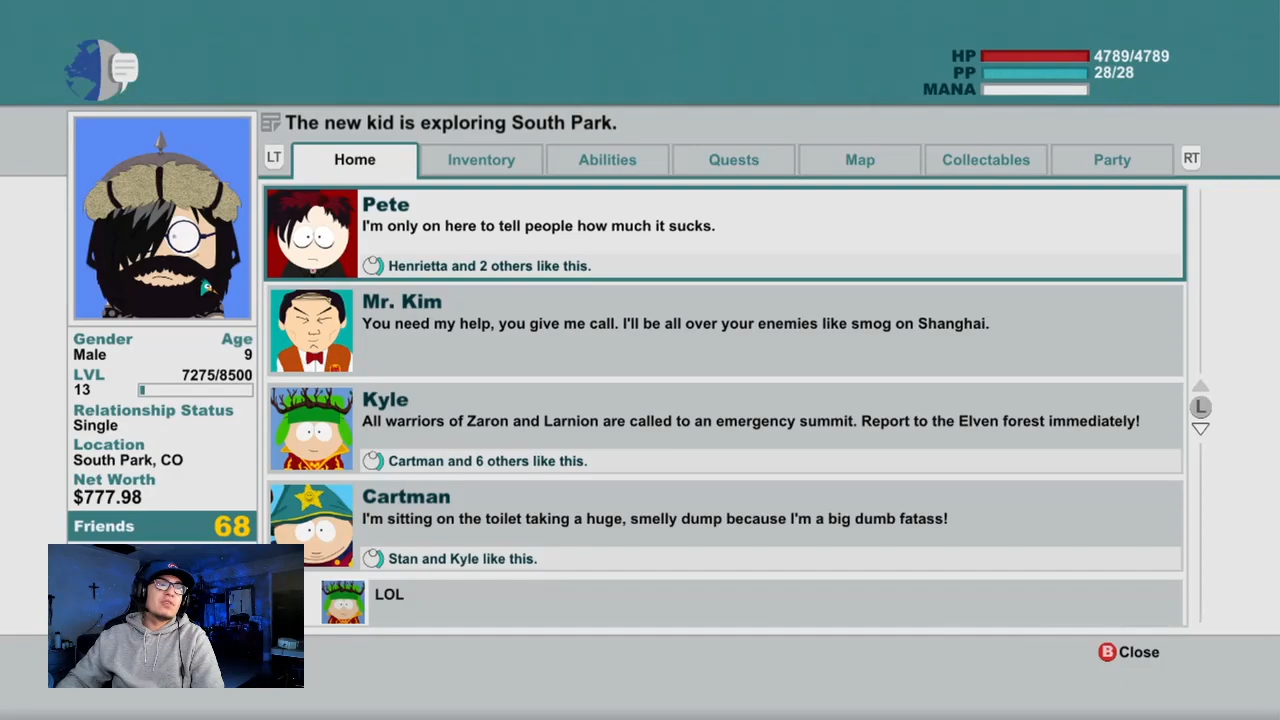 HP 4789/4789
PP 28/28
MANA
The new kid is exploring South Park.
LT Home Inventory Abilities Quests Map Collectables Party RT
Gender Age
Male 9
LVL 7275/8500
13
Relationship Status
Single
Location
South Park, CO
Net Worth
$777.98
Friends 68
Pete
I'm only on here to tell people how much it sucks.
Henrietta and 2 others like this.
Mr. Kim
You need my help, you give me call. I'll be all over your enemies like smog on Shanghai.
Kyle
All warriors of Zaron and Larnion are called to an emergency summit. Report to the Elven forest immediately!
Cartman and 6 others like this.
Cartman
I'm sitting on the toilet taking a huge, smelly dump because I'm a big dumb fatass!
Stan and Kyle like this.
LOL
L
B Close